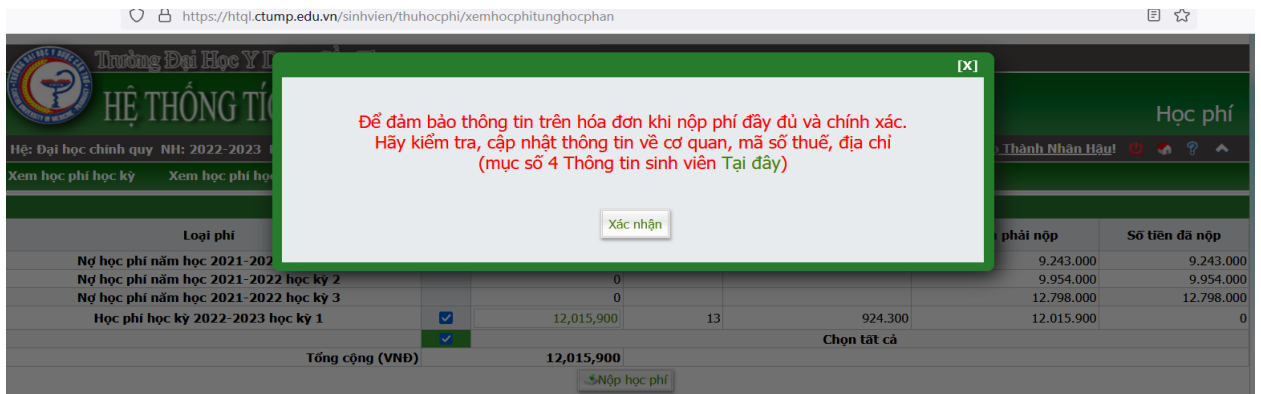 https://htql.ctump.edu.vn/sinhvien/thuhocphi/xemhocphitunghocphan
Trường Đại Học Y
HỆ THỐNG
Học phí
[X]
Để đảm bảo thông tin trên hóa đơn khi nộp phí đầy đủ và chính xác.
Hãy kiểm tra, cập nhật thông tin về cơ quan, mã số thuế, địa chỉ
(mục số 4 Thông tin sinh viên Tại đây)
Xác nhận
Hệ: Đại học chính quy NH: 2022-2023
Thành Nhân Hậu!
Xem học phí học kỳ Xem học phí
Loại phí phải nộp Số tiền đã nộp
Nợ học phí năm học 9.243.000 9.243.000
Nợ học phí năm học 2021-2022 học kỳ 2 0 9.954.000 9.954.000
Nợ học phí năm học 2021-2022 học kỳ 3 0 12.798.000 12.798.000
Học phí học kỳ 2022-2023 học kỳ 1 12,015,900 13 924.300 12.015.900 0
Chọn tất cả
Tổng cộng (VNĐ) 12,015,900
Nộp học phí